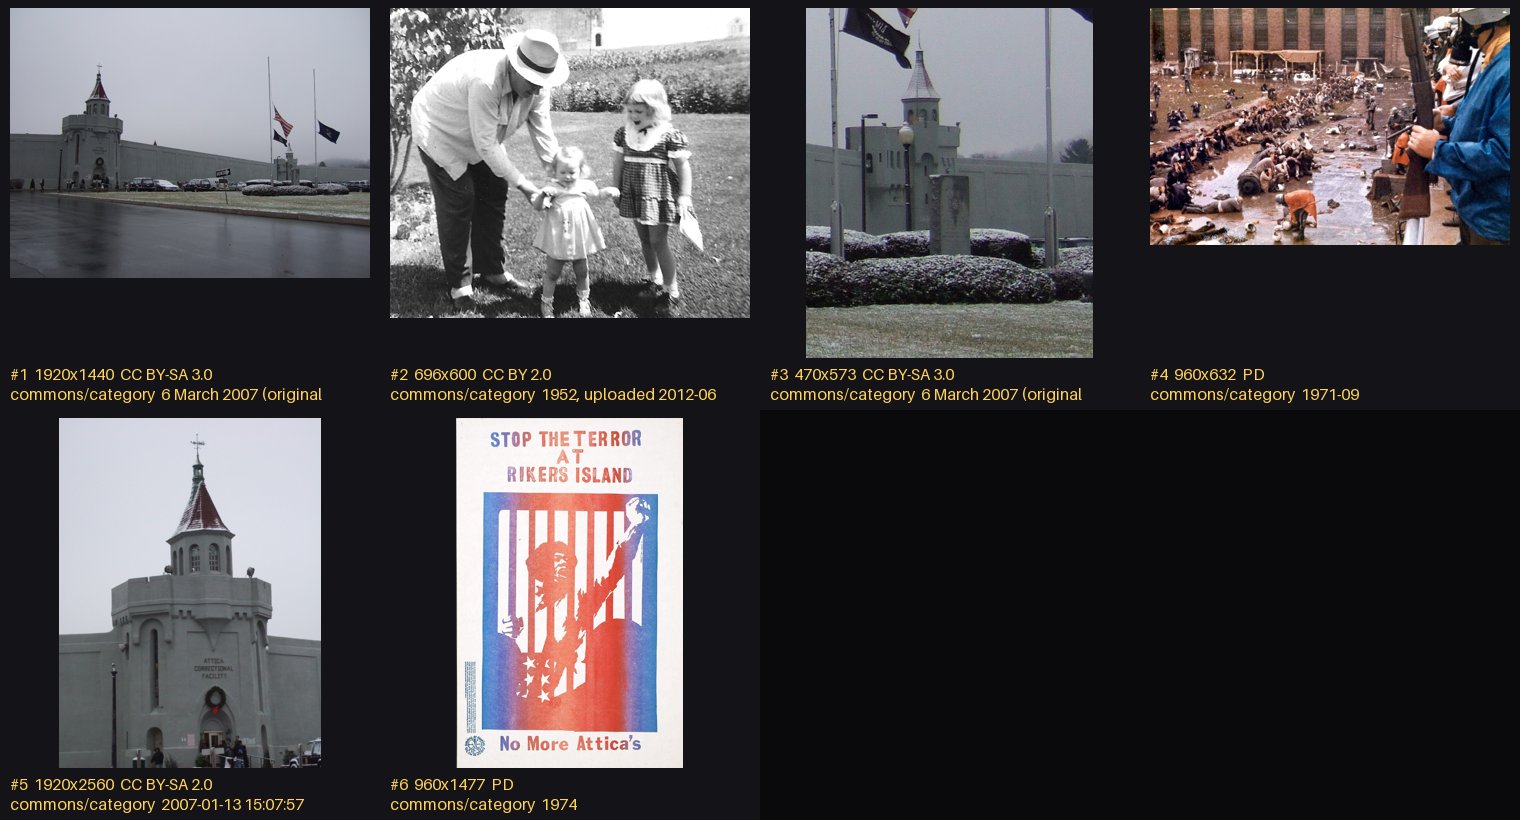 #1 1920x1440 CC BY-SA 3.0
commons/category 6 March 2007 (original
#2 696x600 CC BY 2.0
commons/category 1952, uploaded 2012-06
#3 470x573 CC BY-SA 3.0
commons/category 6 March 2007 (original
#4 960x632 PD
commons/category 1971-09
ATTICA
CORRECTIONAL
FACILITY
#5 1920x2560 CC BY-SA 2.0
commons/category 2007-01-13 15:07:57
STOP THE TERROR
AT
RIKERS ISLAND
No More Attica's
#6 960x1477 PD
commons/category 1974